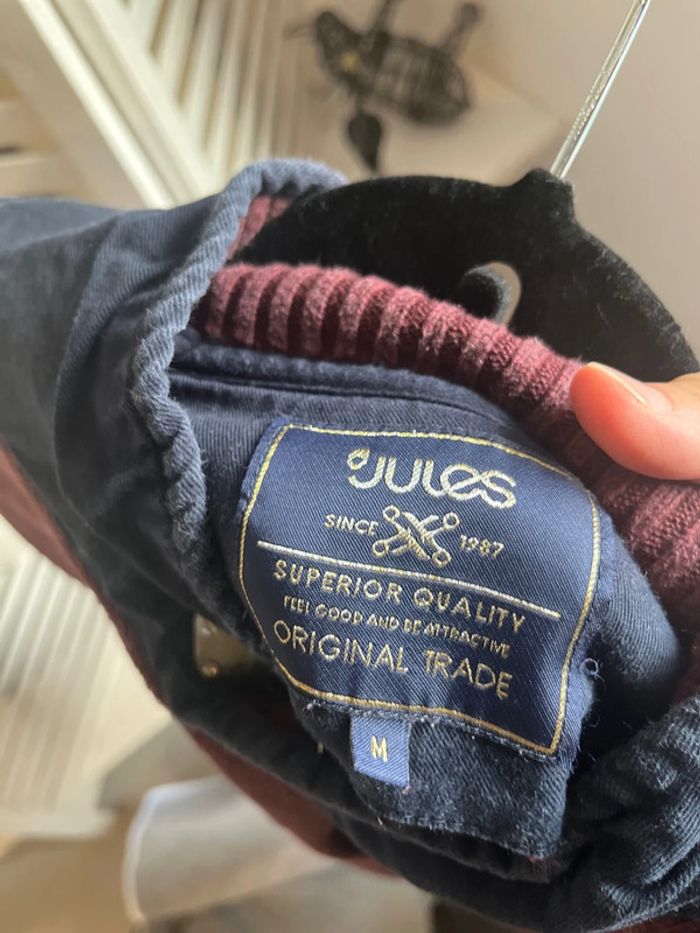 JULES
SINCE 1987
SUPERIOR QUALITY
FEEL GOOD AND BE ATTRACTIVE
ORIGINAL TRADE
M